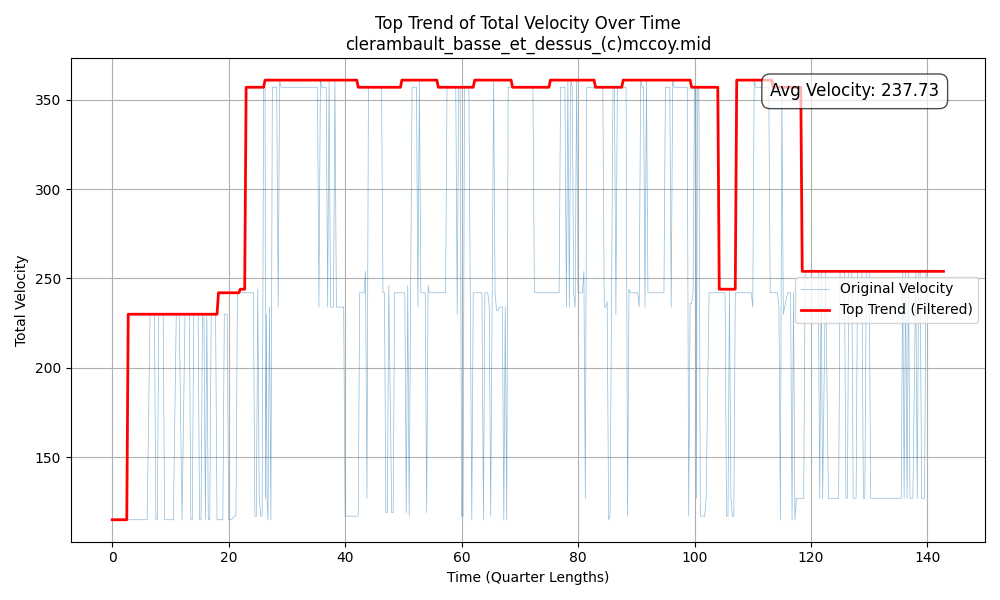 Top Trend of Total Velocity Over Time
clerambault_basse_et_dessus_(c)mccoy.mid
Avg Velocity: 237.73
Total Velocity
350
300
250
200
150
Original Velocity
Top Trend (Filtered)
0 20 40 60 80 100 120 140
Time (Quarter Lengths)